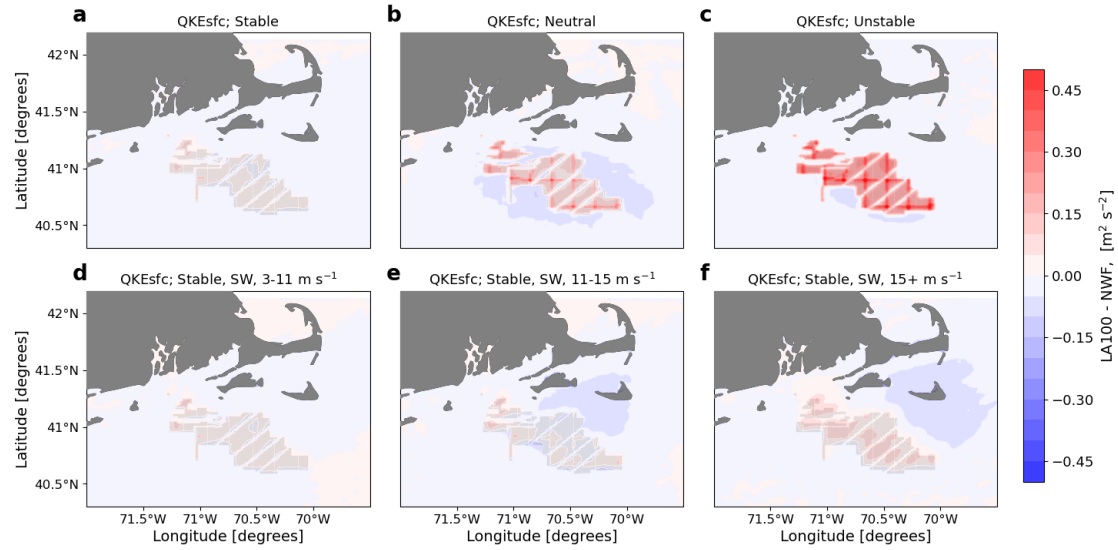 a QKEsfc; Stable
b QKEsfc; Neutral
c QKEsfc; Unstable
Latitude [degrees]
42°N
41.5°N
41°N
40.5°N
d QKEsfc; Stable, SW, 3-11 m s⁻¹
e QKEsfc; Stable, SW, 11-15 m s⁻¹
f QKEsfc; Stable, SW, 15+ m s⁻¹
Latitude [degrees]
42°N
41.5°N
41°N
40.5°N
71.5°W 71°W 70.5°W 70°W
71.5°W 71°W 70.5°W 70°W
71.5°W 71°W 70.5°W 70°W
Longitude [degrees]
Longitude [degrees]
Longitude [degrees]
0.45
0.30
0.15
0.00
−0.15
−0.30
−0.45
LA100 - NWF, [m² s⁻²]